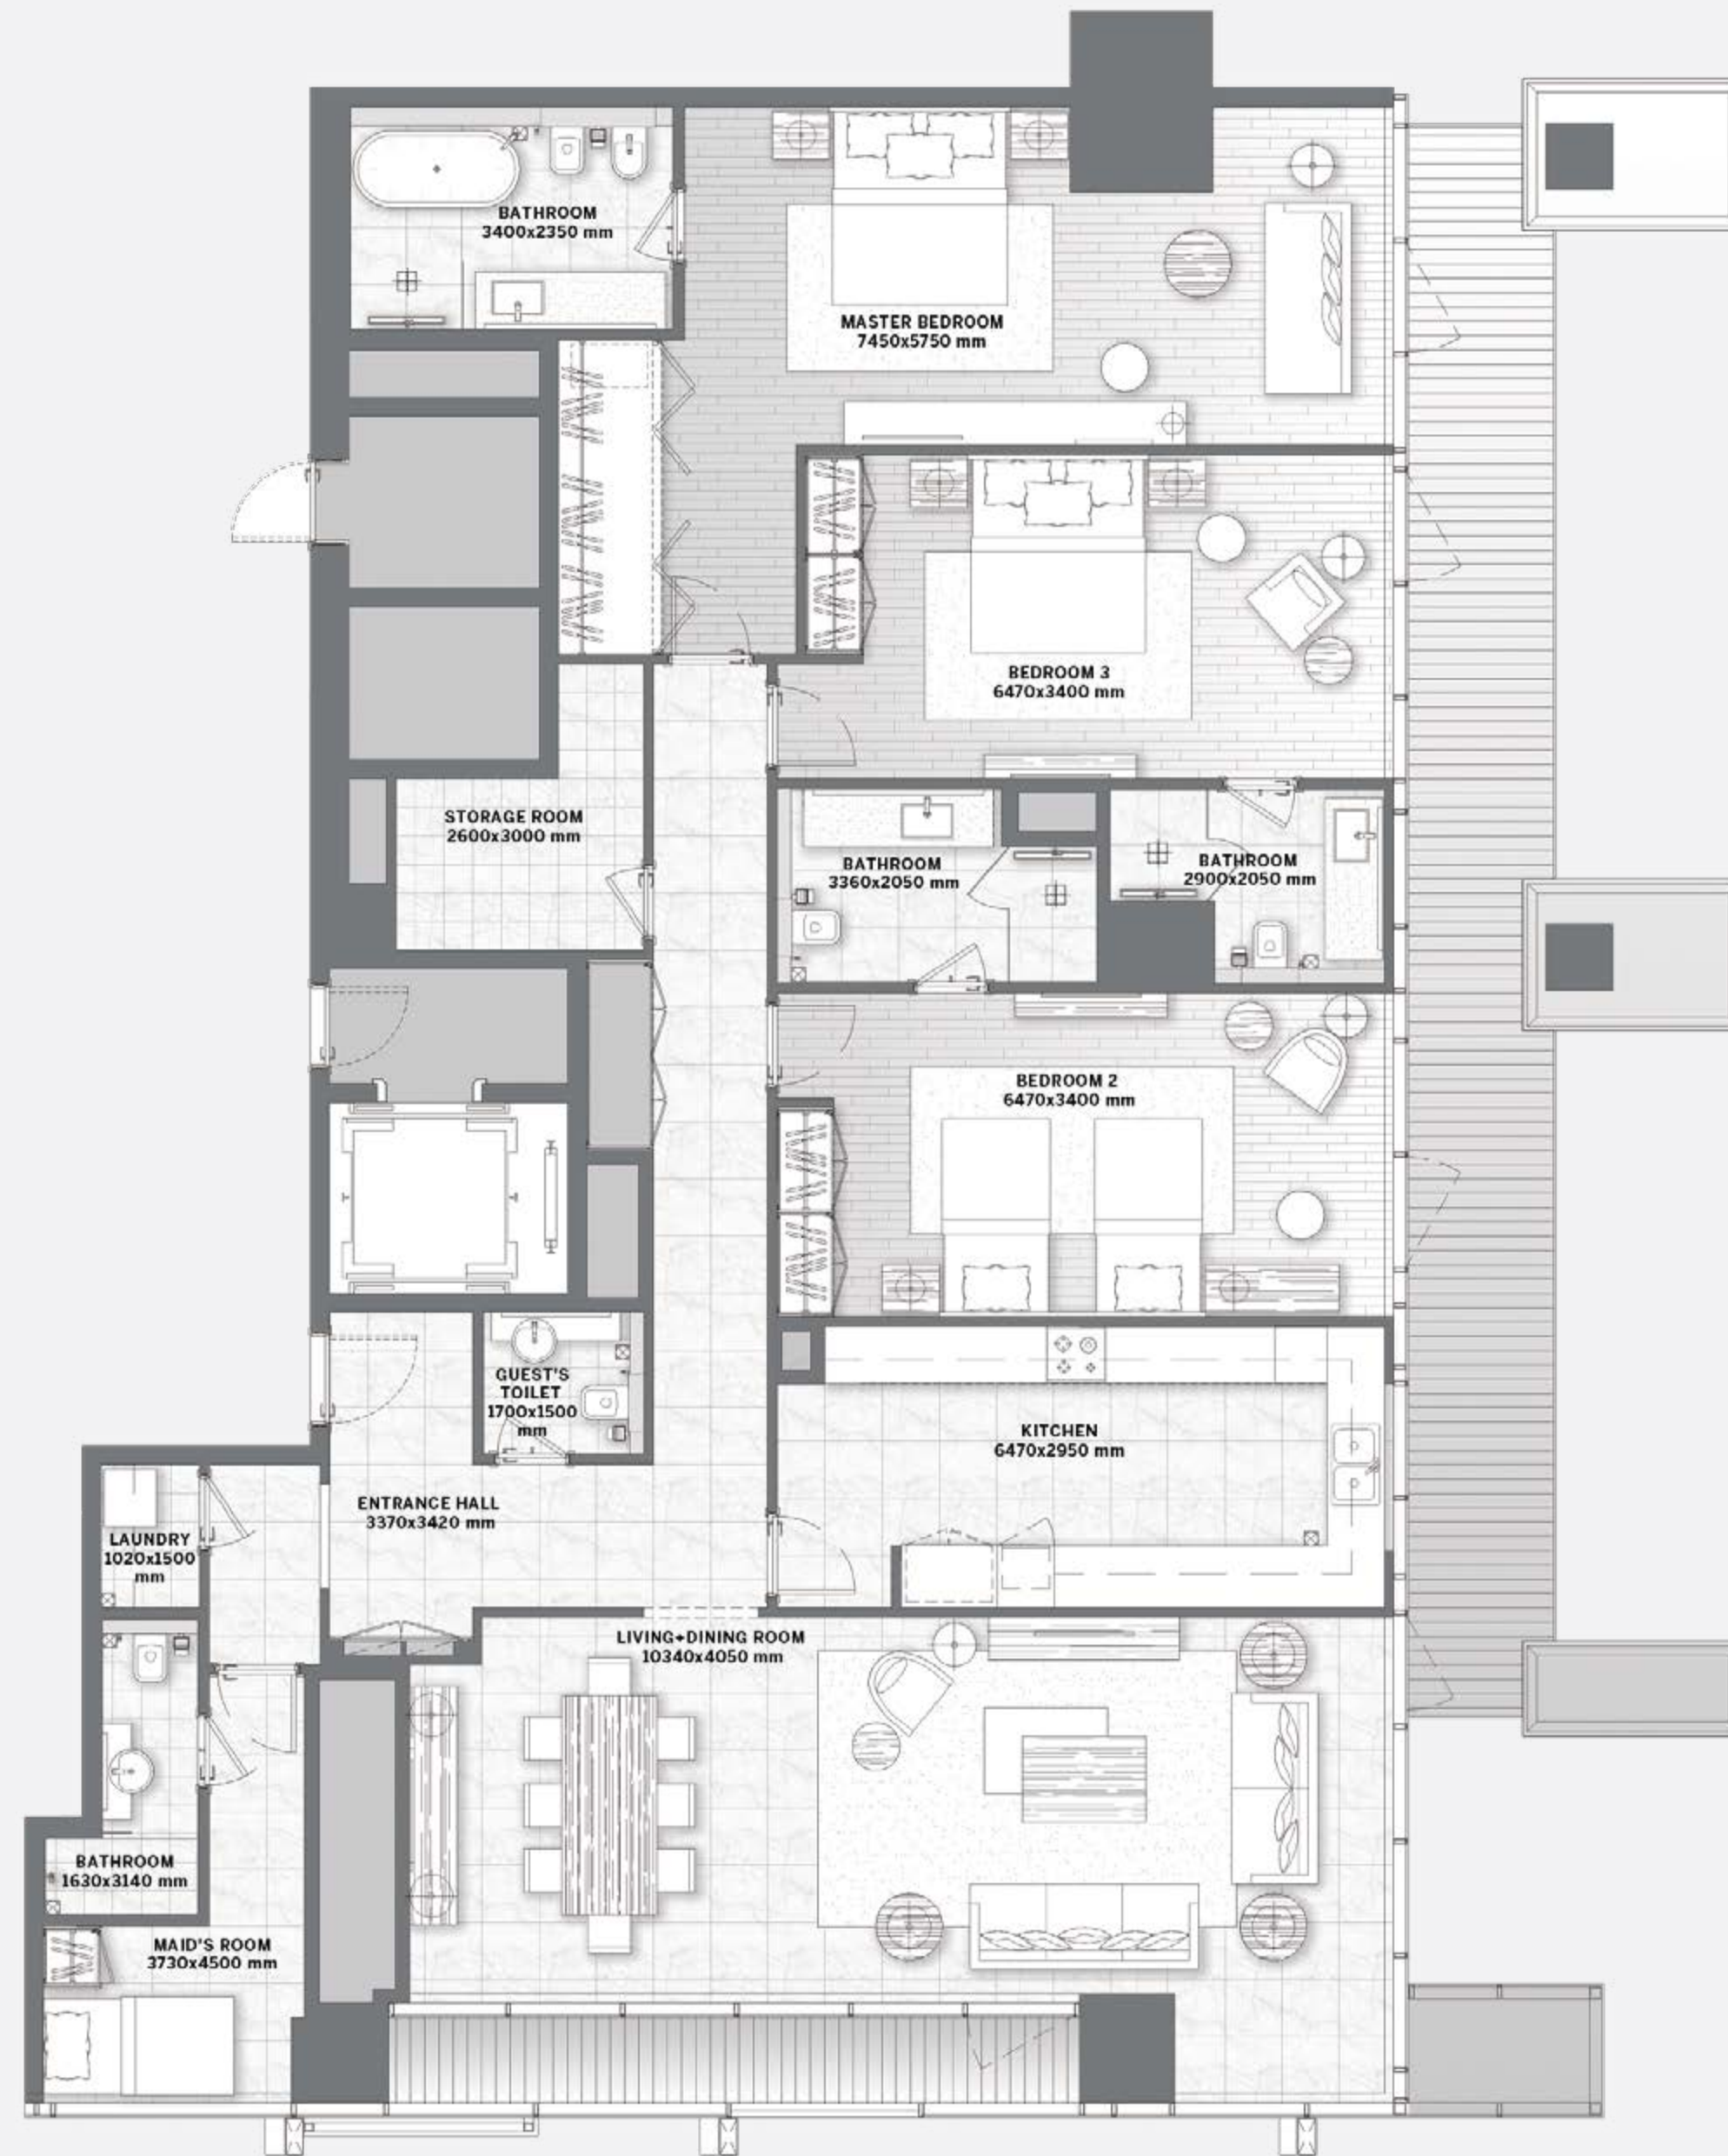 BATHROOM
3400x2350 mm
MASTER BEDROOM
7450x5750 mm
BEDROOM 3
6470x3400 mm
STORAGE ROOM
2600x3000 mm
BATHROOM
3360x2050 mm
BATHROOM
2900x2050 mm
BEDROOM 2
6470x3400 mm
GUEST'S
TOILET
1700x1500
mm
KITCHEN
6470x2950 mm
ENTRANCE HALL
3370x3420 mm
LAUNDRY
1020x1500
mm
LIVING+DINING ROOM
10340x4050 mm
BATHROOM
1630x3140 mm
MAID'S ROOM
3730x4500 mm